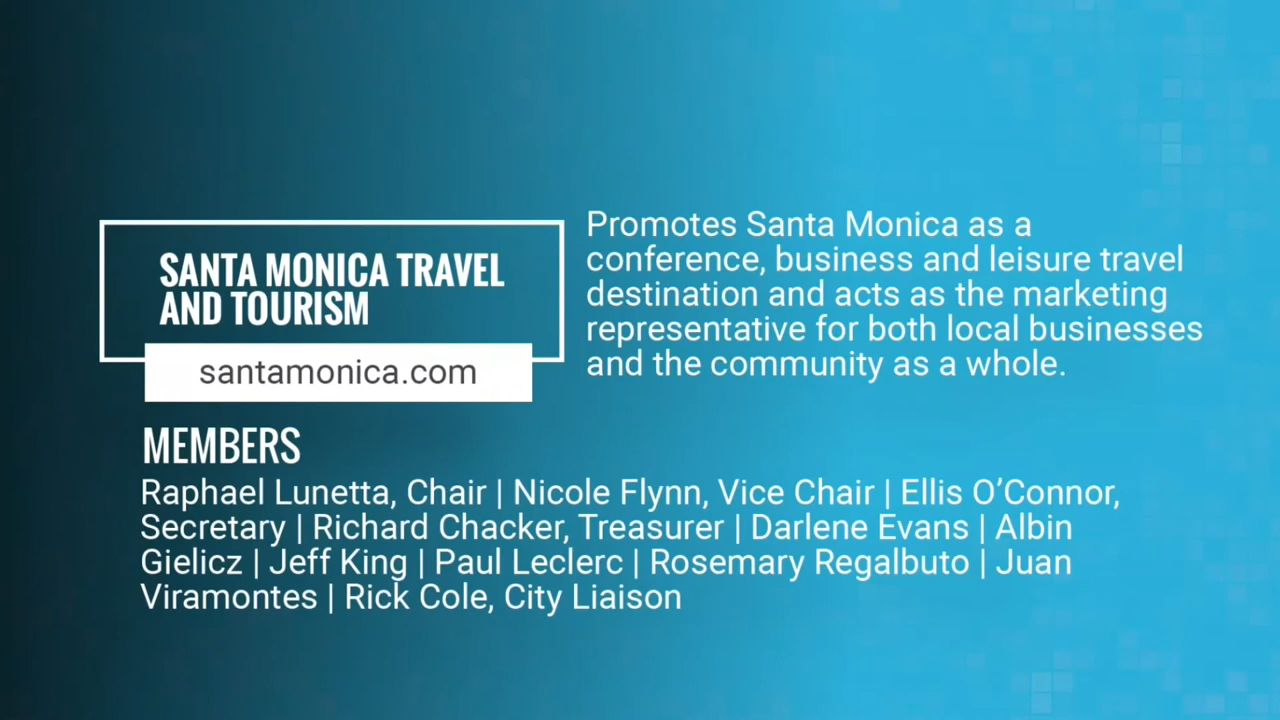 SANTA MONICA TRAVEL
AND TOURISM
santamonica.com
Promotes Santa Monica as a
conference, business and leisure travel
destination and acts as the marketing
representative for both local businesses
and the community as a whole.
MEMBERS
Raphael Lunetta, Chair | Nicole Flynn, Vice Chair | Ellis O’Connor,
Secretary | Richard Chacker, Treasurer | Darlene Evans | Albin
Gielicz | Jeff King | Paul Leclerc | Rosemary Regalbuto | Juan
Viramontes | Rick Cole, City Liaison